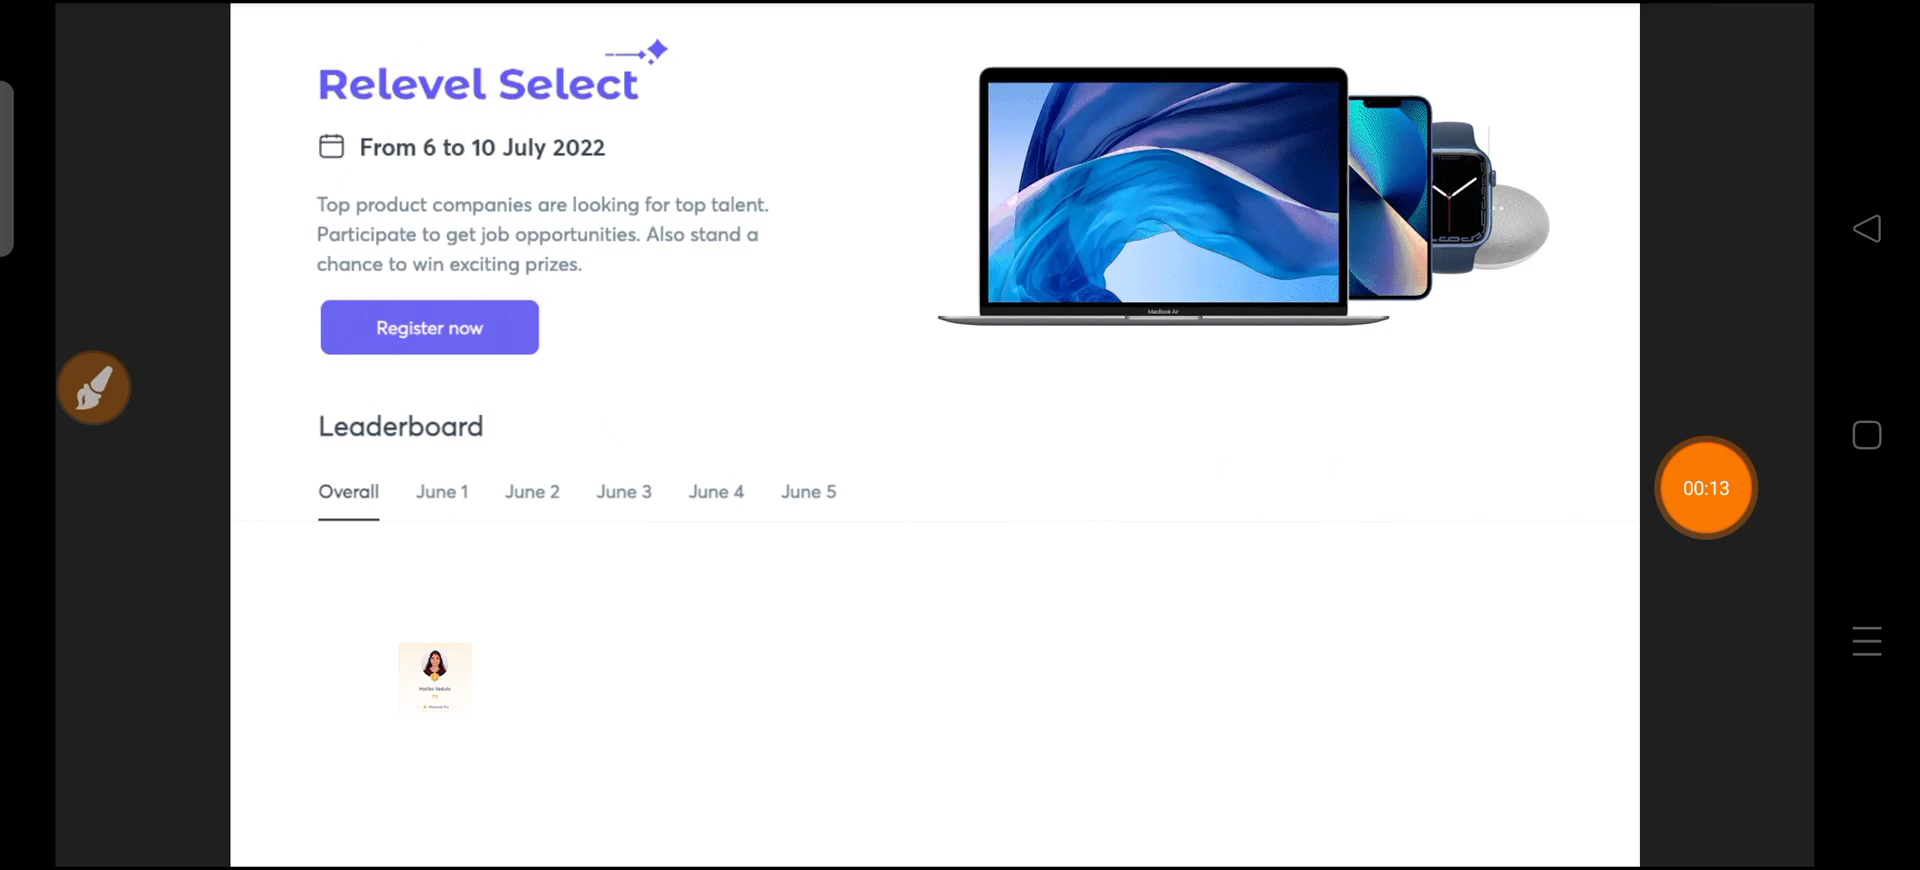 Relevel Select
From 6 to 10 July 2022
Top product companies are looking for top talent.
Participate to get job opportunities. Also stand a
chance to win exciting prizes.
Register now
MacBook Air
Leaderboard
Overall June 1 June 2 June 3 June 4 June 5
00:13